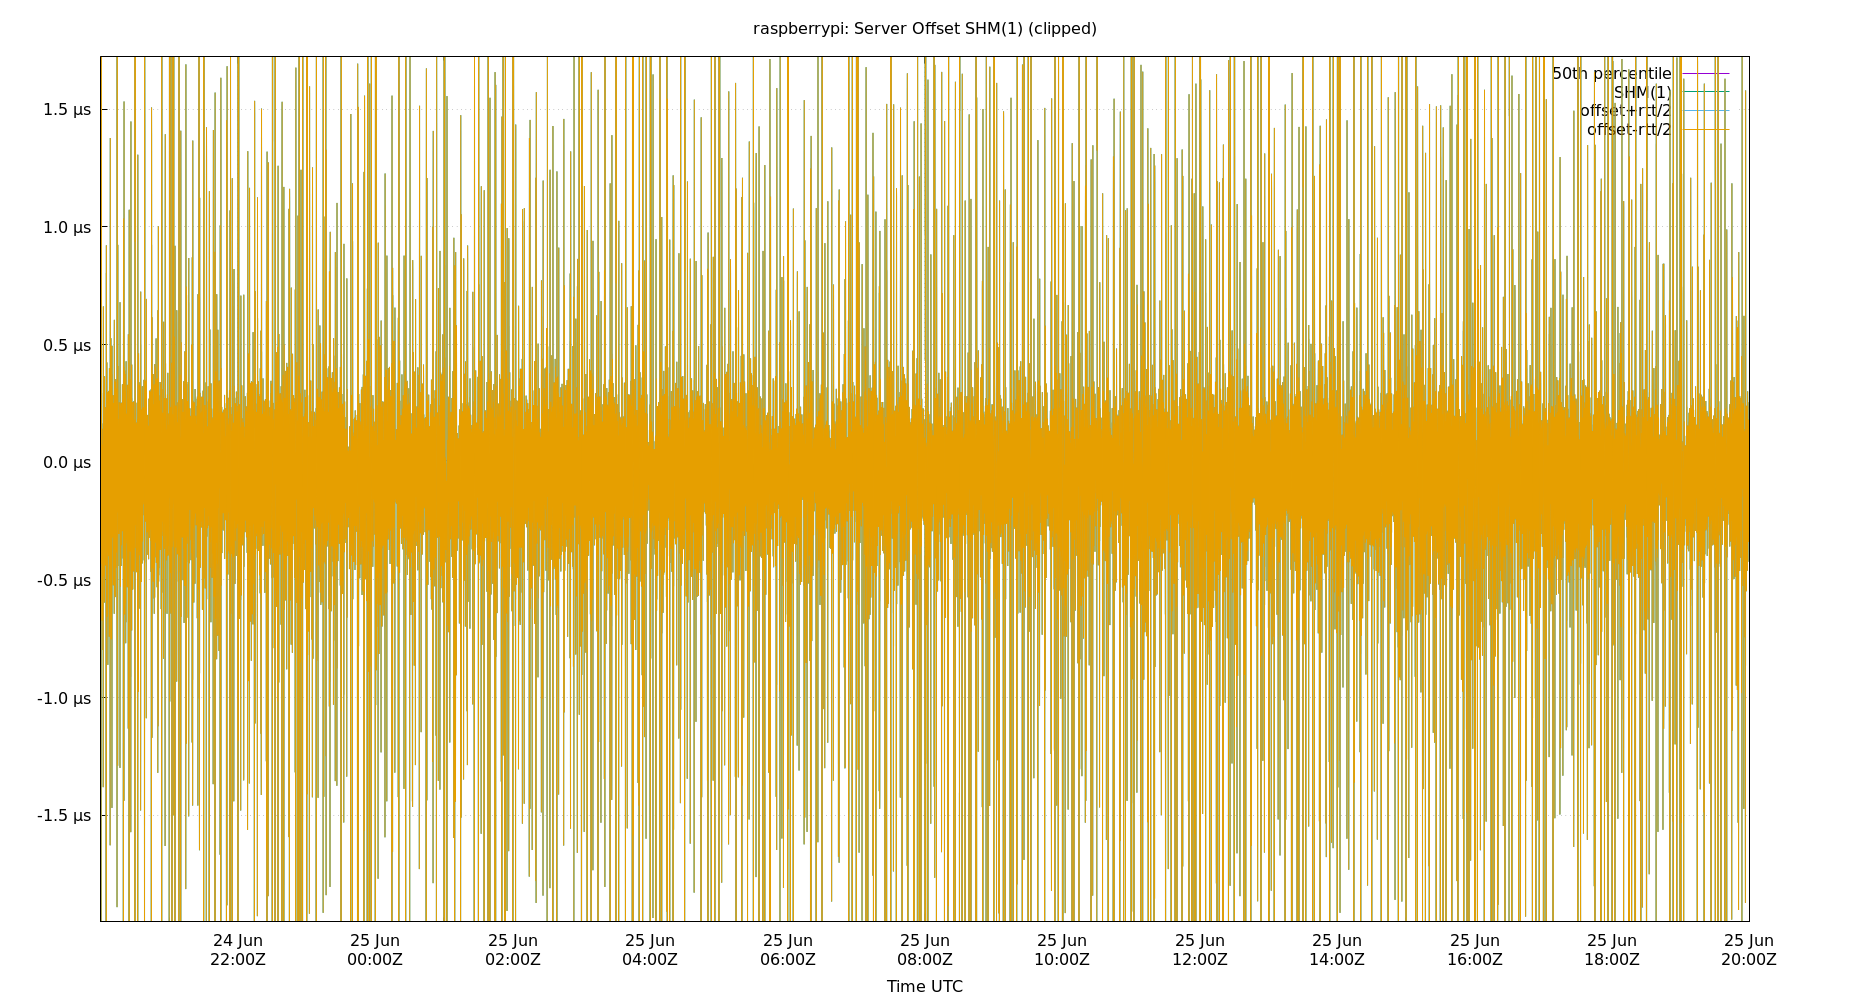 raspberrypi: Server Offset SHM(1) (clipped)
50th percentile
SHM(1)
offset+rtt/2
offset-rtt/2
1.5 µs
1.0 µs
0.5 µs
0.0 µs
-0.5 µs
-1.0 µs
-1.5 µs
24 Jun 25 Jun 25 Jun 25 Jun 25 Jun 25 Jun 25 Jun 25 Jun 25 Jun 25 Jun 25 Jun 25 Jun
22:00Z 00:00Z 02:00Z 04:00Z 06:00Z 08:00Z 10:00Z 12:00Z 14:00Z 16:00Z 18:00Z 20:00Z
Time UTC